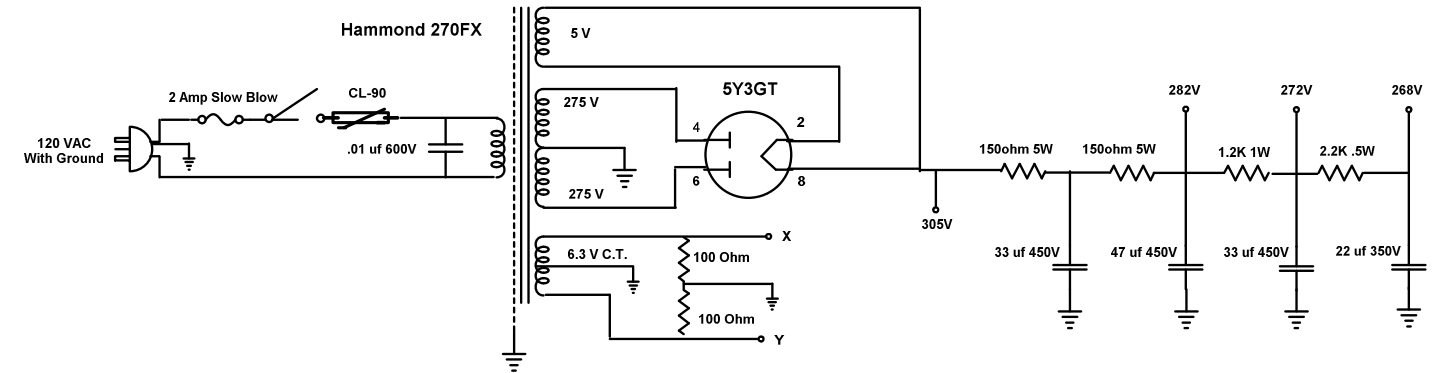 Hammond 270FX
5 V
2 Amp Slow Blow
CL-90
120 VAC
With Ground
.01 uf 600V
275 V
275 V
5Y3GT
4
2
6
8
305V
6.3 V C.T.
X
100 Ohm
100 Ohm
Y
150ohm 5W
150ohm 5W
282V
1.2K 1W
272V
2.2K .5W
268V
33 uf 450V
47 uf 450V
33 uf 450V
22 uf 350V